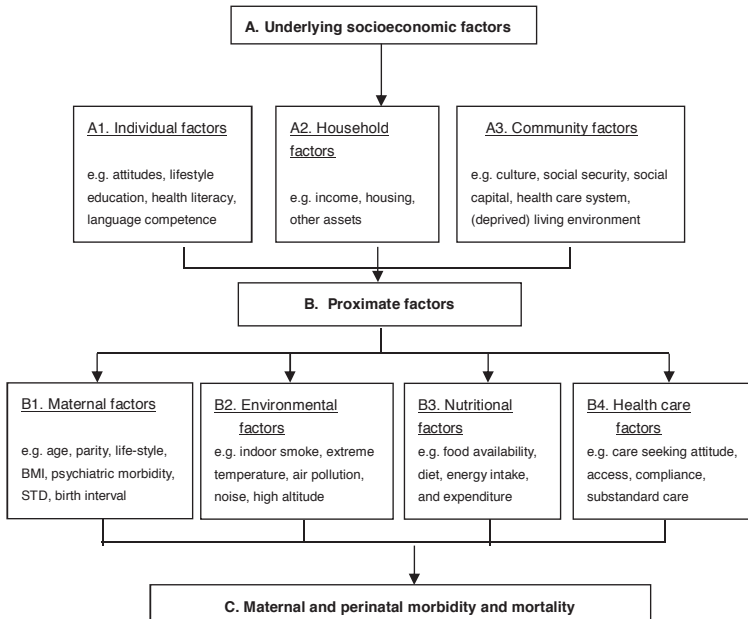 A. Underlying socioeconomic factors
A1. Individual factors
e.g. attitudes, lifestyle
education, health literacy,
language competence
A2. Household
factors
e.g. income, housing,
other assets
A3. Community factors
e.g. culture, social security, social
capital, health care system,
(deprived) living environment
B. Proximate factors
B1. Maternal factors
e.g. age, parity, life-style,
BMI, psychiatric morbidity,
STD, birth interval
B2. Environmental
factors
e.g. indoor smoke, extreme
temperature, air pollution,
noise, high altitude
B3. Nutritional
factors
e.g. food availability,
diet, energy intake,
and expenditure
B4. Health care
factors
e.g. care seeking attitude,
access, compliance,
substandard care
C. Maternal and perinatal morbidity and mortality